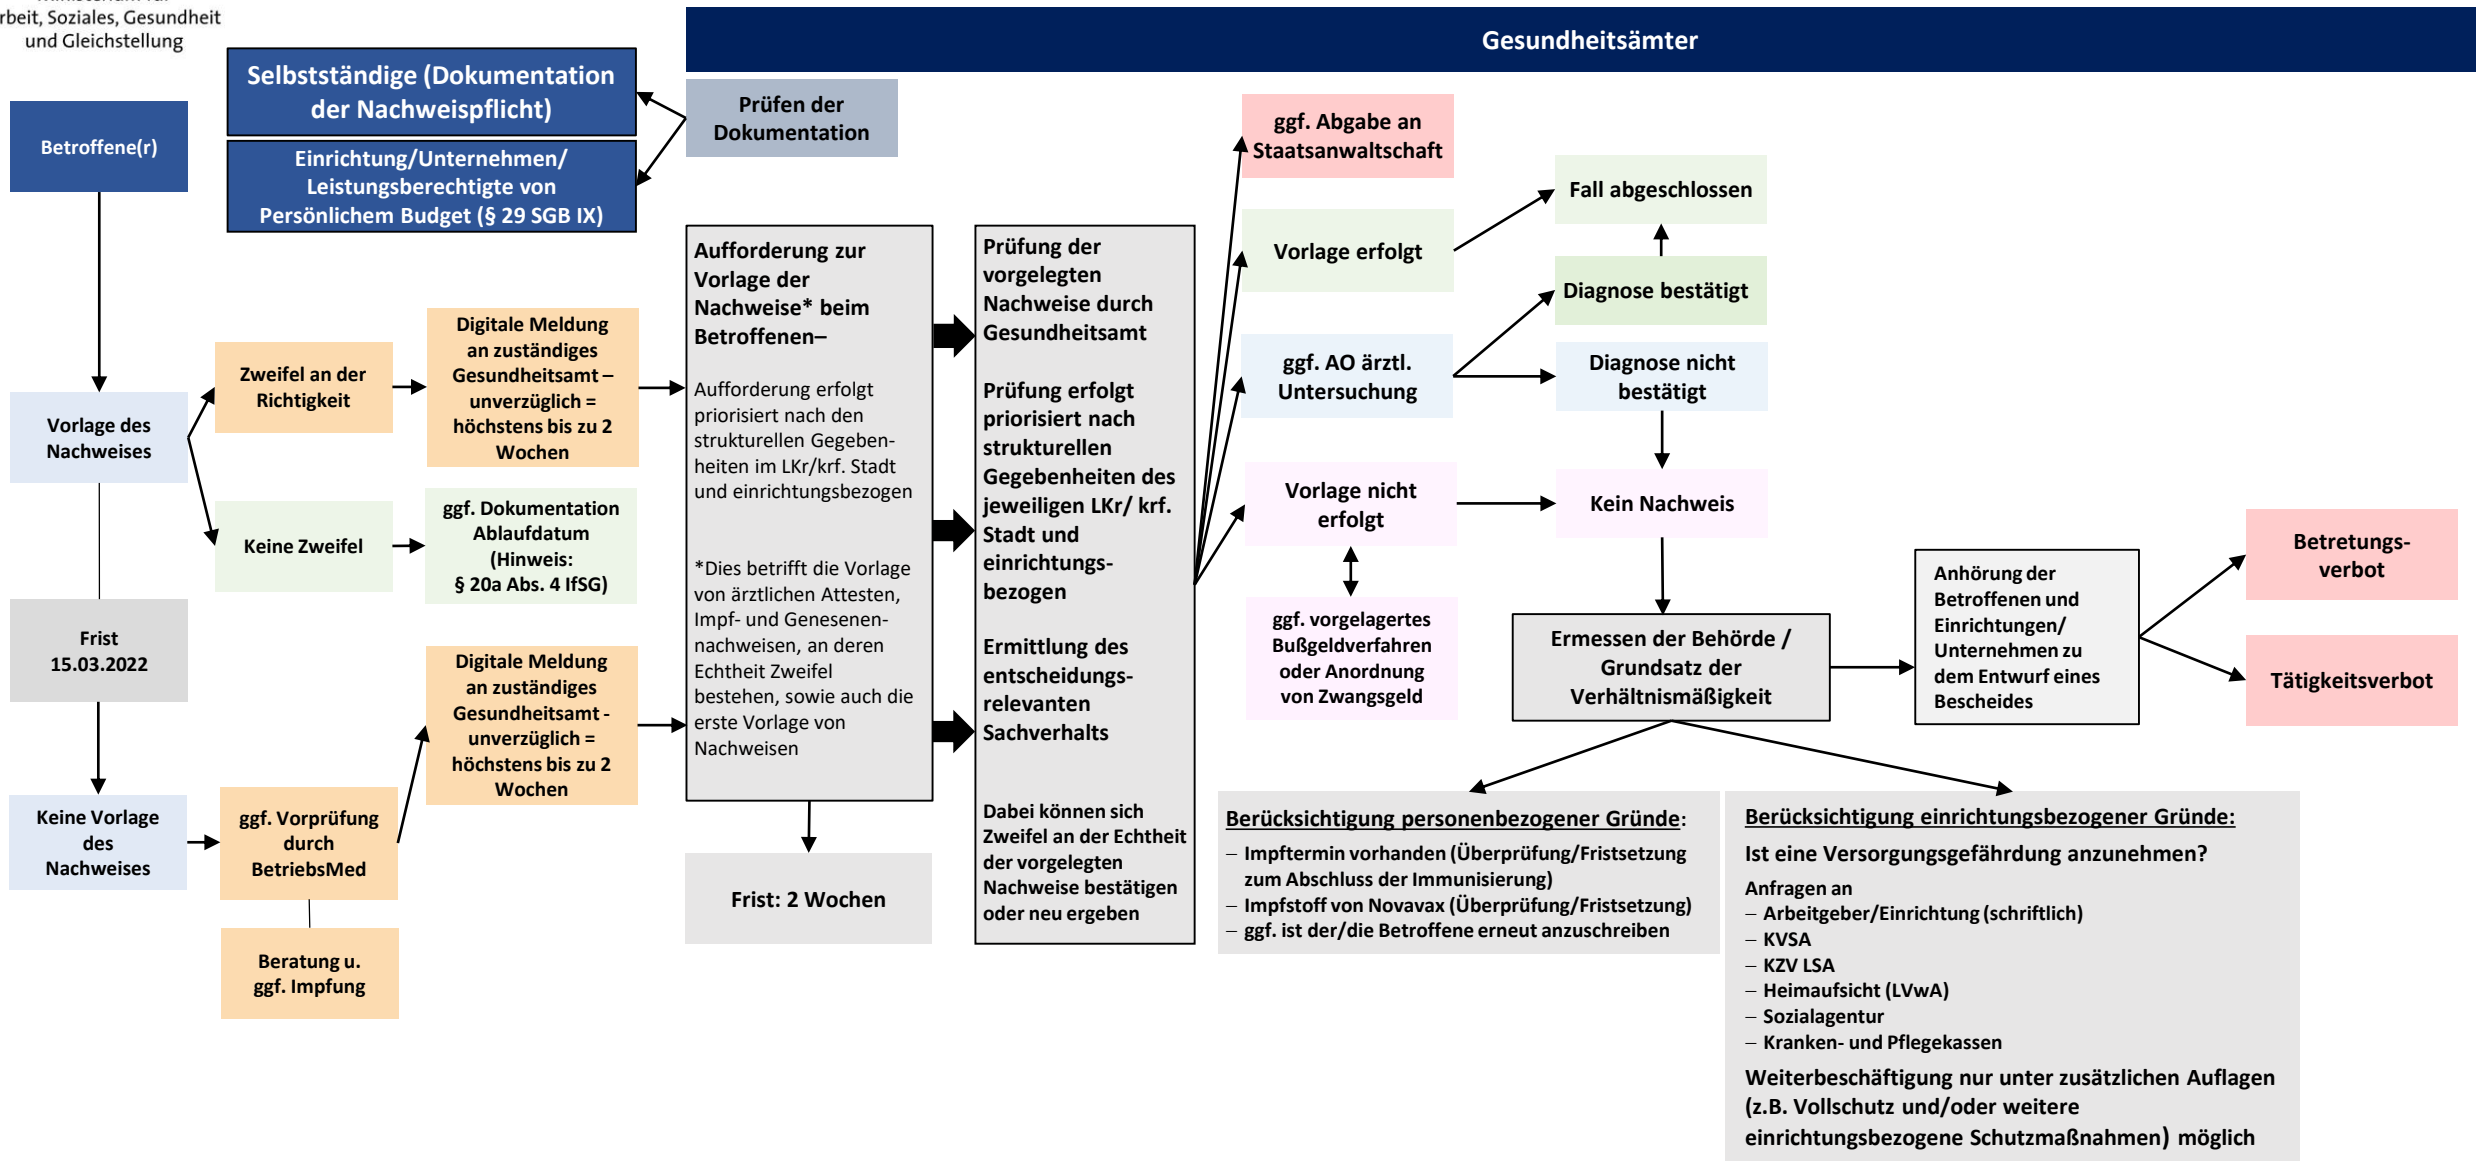 rbeit, Soziales, Gesundheit
und Gleichstellung
Gesundheitsämter
Betroffene(r)
Selbstständige (Dokumentation
der Nachweispflicht)
Einrichtung/Unternehmen/
Leistungsberechtigte von
Persönlichem Budget (§ 29 SGB IX)
Prüfen der
Dokumentation
Vorlage des
Nachweises
Zweifel an der
Richtigkeit
Digitale Meldung
an zuständiges
Gesundheitsamt –
unverzüglich =
höchstens bis zu 2
Wochen
Keine Zweifel
ggf. Dokumentation
Ablaufdatum
(Hinweis:
§ 20a Abs. 4 IfSG)
Frist
15.03.2022
Keine Vorlage
des
Nachweises
ggf. Vorprüfung
durch
BetriebsMed
Beratung u.
ggf. Impfung
Digitale Meldung
an zuständiges
Gesundheitsamt -
unverzüglich =
höchstens bis zu 2
Wochen
Aufforderung zur
Vorlage der
Nachweise* beim
Betroffenen–
Aufforderung erfolgt
priorisiert nach den
strukturellen Gegeben-
heiten im LKr/krf. Stadt
und einrichtungsbezogen
*Dies betrifft die Vorlage
von ärztlichen Attesten,
Impf- und Genesenen-
nachweisen, an deren
Echtheit Zweifel
bestehen, sowie auch die
erste Vorlage von
Nachweisen
Frist: 2 Wochen
Prüfung der
vorgelegten
Nachweise durch
Gesundheitsamt
Prüfung erfolgt
priorisiert nach
strukturellen
Gegebenheiten des
jeweiligen LKr/ krf.
Stadt und
einrichtungs-
bezogen
Ermittlung des
entscheidungs-
relevanten
Sachverhalts
Dabei können sich
Zweifel an der Echtheit
der vorgelegten
Nachweise bestätigen
oder neu ergeben
ggf. Abgabe an
Staatsanwaltschaft
Vorlage erfolgt
Fall abgeschlossen
Diagnose bestätigt
ggf. AO ärztl.
Untersuchung
Diagnose nicht
bestätigt
Vorlage nicht
erfolgt
Kein Nachweis
ggf. vorgelagertes
Bußgeldverfahren
oder Anordnung
von Zwangsgeld
Ermessen der Behörde /
Grundsatz der
Verhältnismäßigkeit
Anhörung der
Betroffenen und
Einrichtungen/
Unternehmen zu
dem Entwurf eines
Bescheides
Betretungs-
verbot
Tätigkeitsverbot
Berücksichtigung personenbezogener Gründe:
– Impftermin vorhanden (Überprüfung/Fristsetzung
zum Abschluss der Immunisierung)
– Impfstoff von Novavax (Überprüfung/Fristsetzung)
– ggf. ist der/die Betroffene erneut anzuschreiben
Berücksichtigung einrichtungsbezogener Gründe:
Ist eine Versorgungsgefährdung anzunehmen?
Anfragen an
– Arbeitgeber/Einrichtung (schriftlich)
– KVSA
– KZV LSA
– Heimaufsicht (LVwA)
– Sozialagentur
– Kranken- und Pflegekassen
Weiterbeschäftigung nur unter zusätzlichen Auflagen
(z.B. Vollschutz und/oder weitere
einrichtungsbezogene Schutzmaßnahmen) möglich